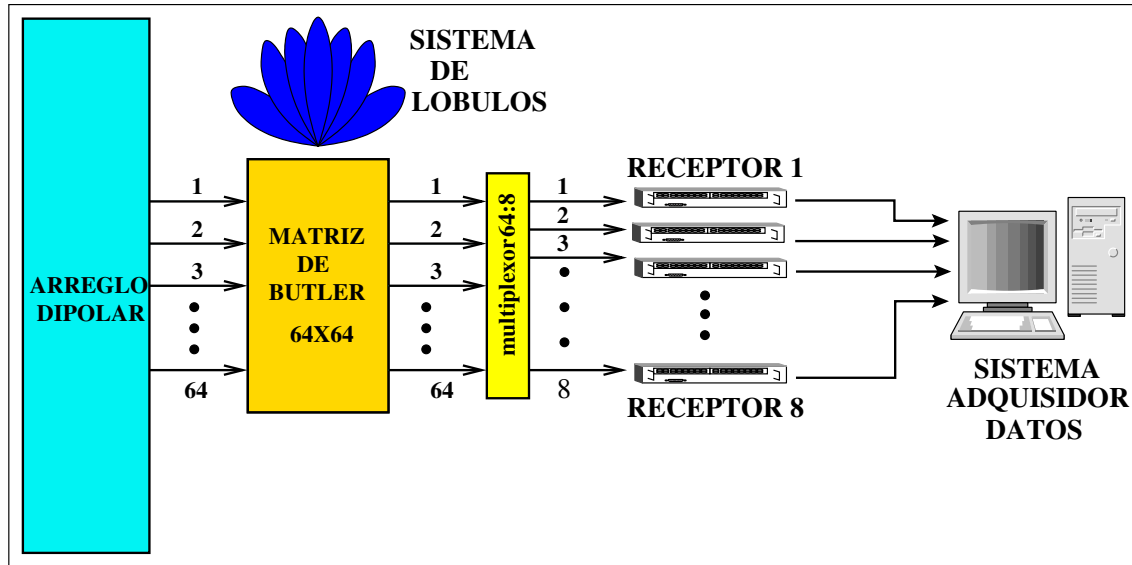 SISTEMA
DE
LOBULOS
ARREGLO
DIPOLAR
1
2
3
64
MATRIZ
DE
BUTLER
64X64
1
2
3
64
multiplexor64:8
1
2
3
8
RECEPTOR 1
RECEPTOR 8
SISTEMA
ADQUISIDOR
DATOS